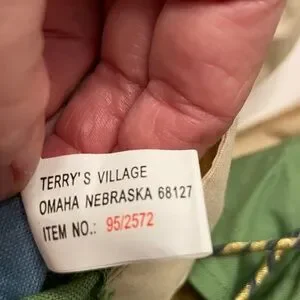 TERRY'S VILLAGE
OMAHA NEBRASKA 68127
ITEM NO.: 95/2572